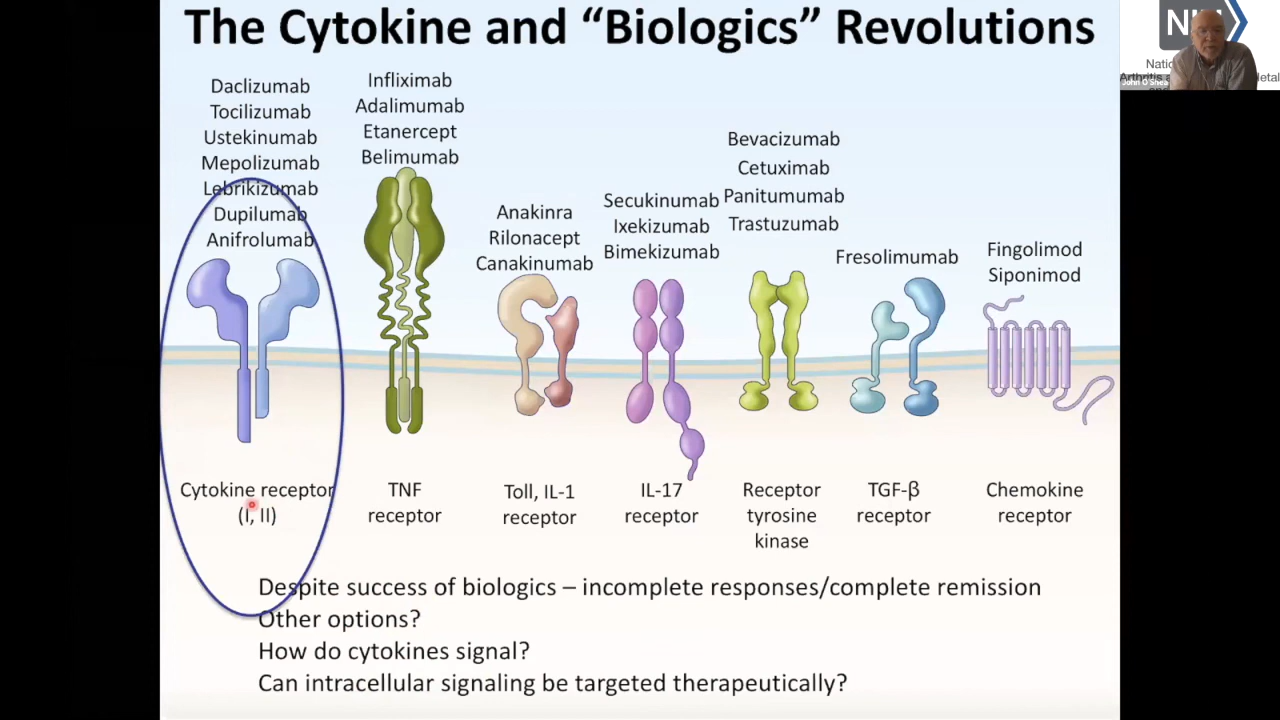 The Cytokine and “Biologics” Revolutions
Daclizumab
Tocilizumab
Ustekinumab
Mepolizumab
Lebrikizumab
Dupilumab
Anifrolumab
Infliximab
Adalimumab
Etanercept
Belimumab
Anakinra
Rilonacept
Canakinumab
Secukinumab
Ixekizumab
Bimekizumab
Bevacizumab
Cetuximab
Panitumumab
Trastuzumab
Fresolimumab
Fingolimod
Siponimod
Cytokine receptor
(I, II)
TNF
receptor
Toll, IL-1
receptor
IL-17
receptor
Receptor
tyrosine
kinase
TGF-β
receptor
Chemokine
receptor
Despite success of biologics – incomplete responses/complete remission
Other options?
How do cytokines signal?
Can intracellular signaling be targeted therapeutically?
John O'Shea